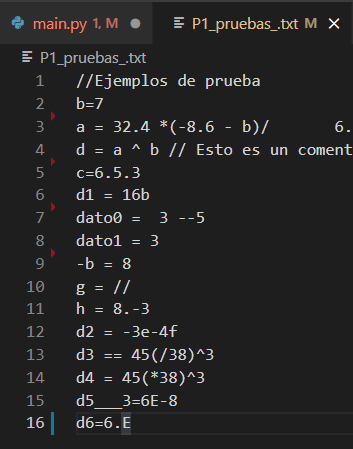 main.py 1, M
P1_pruebas_.txt M
P1_pruebas_.txt
1 //Ejemplos de prueba
2 b=7
3 a = 32.4 *(-8.6 - b)/ 6.
4 d = a ^ b // Esto es un coment
5 c=6.5.3
6 d1 = 16b
7 dato0 = 3 --5
8 dato1 = 3
9 -b = 8
10 g = //
11 h = 8.-3
12 d2 = -3e-4f
13 d3 == 45(/38)^3
14 d4 = 45(*38)^3
15 d5___3=6E-8
16 d6=6.E